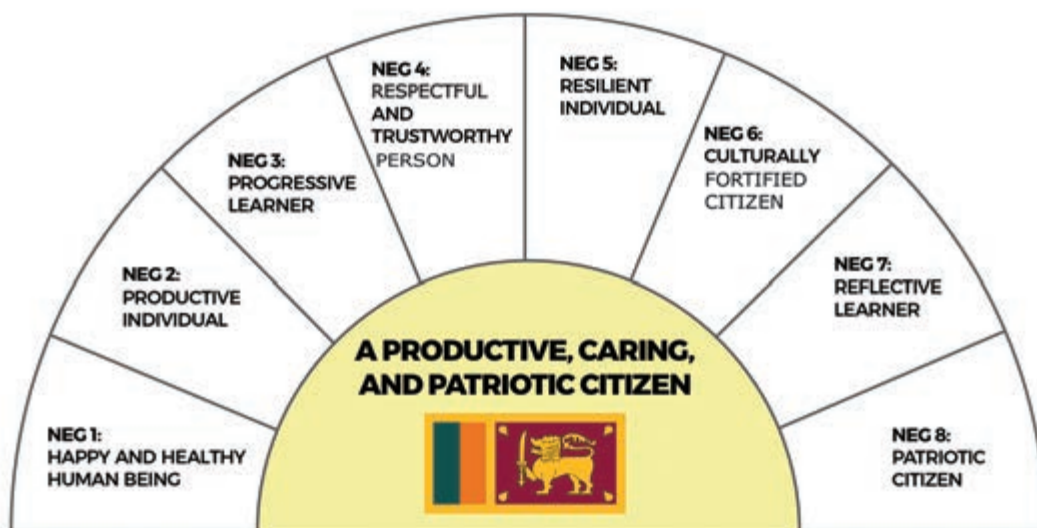 NEG 1:
HAPPY AND HEALTHY
HUMAN BEING
NEG 2:
PRODUCTIVE
INDIVIDUAL
NEG 3:
PROGRESSIVE
LEARNER
NEG 4:
RESPECTFUL
AND
TRUSTWORTHY
PERSON
NEG 5:
RESILIENT
INDIVIDUAL
NEG 6:
CULTURALLY
FORTIFIED
CITIZEN
NEG 7:
REFLECTIVE
LEARNER
NEG 8:
PATRIOTIC
CITIZEN
A PRODUCTIVE, CARING,
AND PATRIOTIC CITIZEN